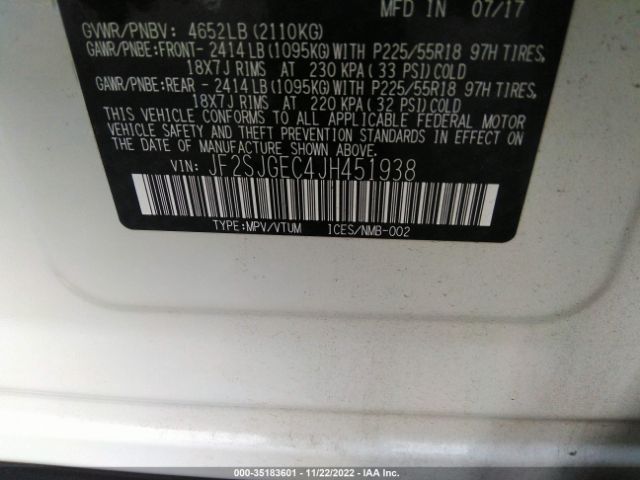 MFD IN 07/17
GVWR/PNBV: 4652LB (2110KG)
GAWR/PNBE:FRONT- 2414 LB (1095KG) WITH P225/55R18 97H TIRES,
18X7J RIMS AT 230 KPA (33 PSI) COLD
GAWR/PNBE:REAR - 2414 LB (1095KG) WITH P225/55R18 97H TIRES,
18X7J RIMS AT 220 KPA (32 PSI) COLD
THIS VEHICLE CONFORMS TO ALL APPLICABLE FEDERAL MOTOR
VEHICLE SAFETY AND THEFT PREVENTION STANDARDS IN EFFECT ON
THE DATE OF MANUFACTURE SHOWN ABOVE.
VIN: JF2SJGEC4JH451938
TYPE:MPV/VTUM ICES/NMB-002
000-35183601 - 11/22/2022 - IAA Inc.